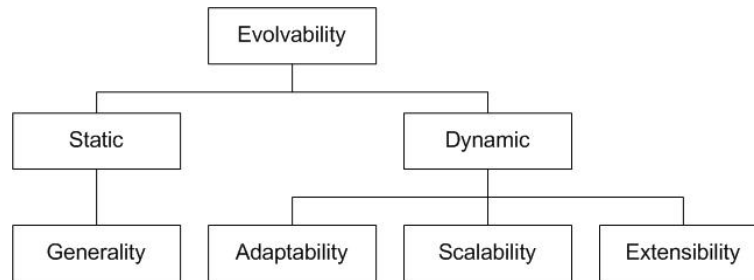 Evolvability
Static
Dynamic
Generality
Adaptability
Scalability
Extensibility